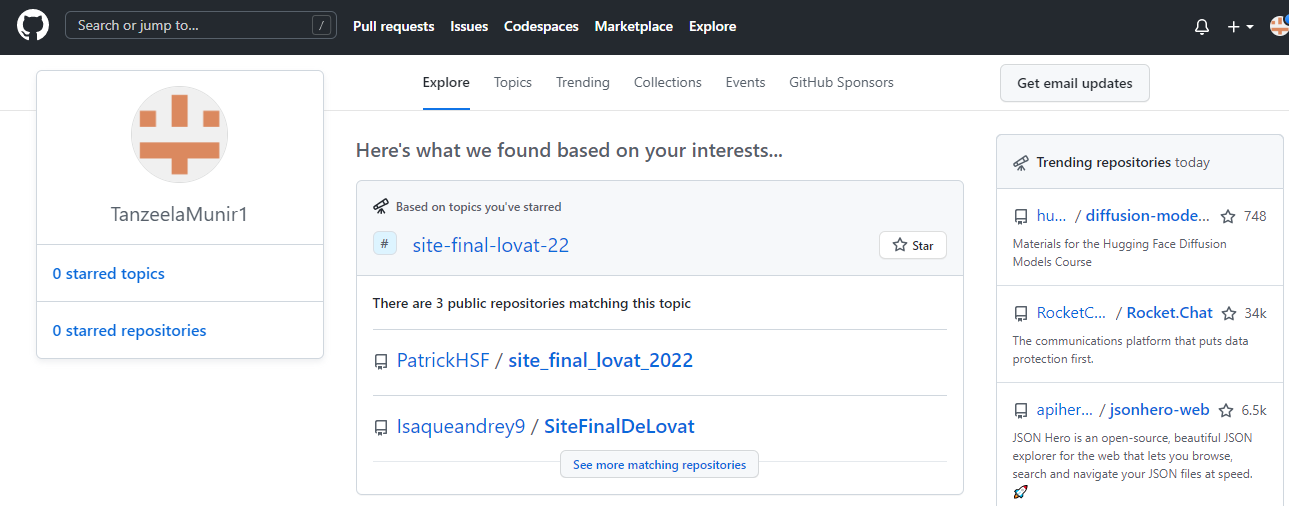 Search or jump to... /
Pull requests Issues Codespaces Marketplace Explore
Explore Topics Trending Collections Events GitHub Sponsors
Get email updates
TanzeelaMunir1
0 starred topics
0 starred repositories
Here's what we found based on your interests...
Based on topics you've starred
# site-final-lovat-22
Star
There are 3 public repositories matching this topic
PatrickHSF / site_final_lovat_2022
Isaqueandrey9 / SiteFinalDeLovat
See more matching repositories
Trending repositories today
hu... / diffusion-mode... 748
Materials for the Hugging Face Diffusion
Models Course
RocketC... / Rocket.Chat 34k
The communications platform that puts data
protection first.
apiher... / jsonhero-web 6.5k
JSON Hero is an open-source, beautiful JSON
explorer for the web that lets you browse,
search and navigate your JSON files at speed.